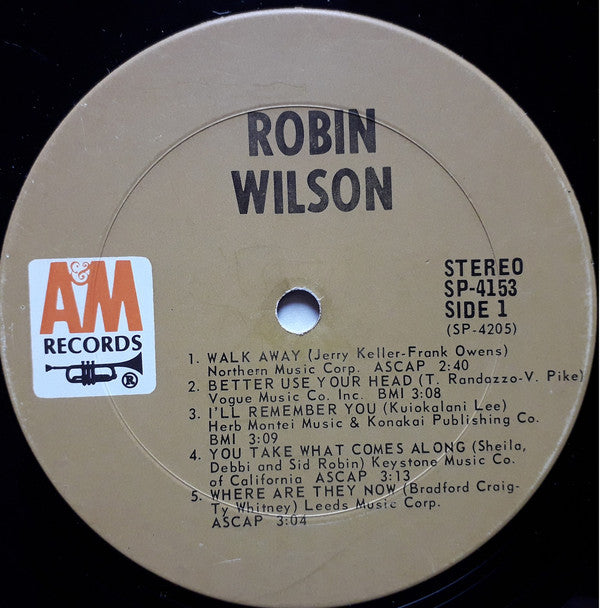 ROBIN
WILSON
A&M
RECORDS
®
STEREO
SP-4153
SIDE 1
(SP-4205)
1. WALK AWAY (Jerry Keller-Frank Owens)
Northern Music Corp. ASCAP 2:40
2. BETTER USE YOUR HEAD (T. Randazzo-V. Pike)
Vogue Music Co. Inc. BMI 3:08
3. I'LL REMEMBER YOU (Kuiokalani Lee)
Herb Montei Music & Konakai Publishing Co.
BMI 3:09
4. YOU TAKE WHAT COMES ALONG (Sheila,
Debbi and Sid Robin) Keystone Music Co.
of California ASCAP 3:13
5. WHERE ARE THEY NOW (Bradford Craig-
Ty Whitney) Leeds Music Corp.
ASCAP 3:04